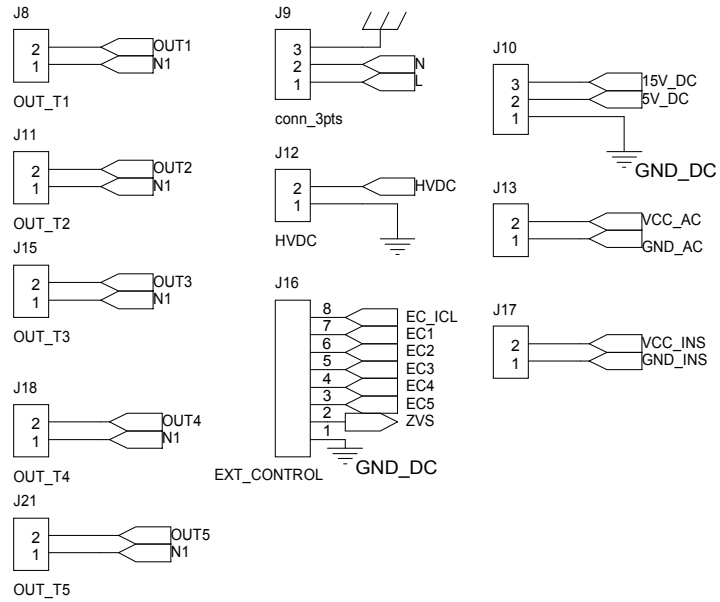 J8
2 OUT1
1 N1
OUT_T1
J11
2 OUT2
1 N1
OUT_T2
J15
2 OUT3
1 N1
OUT_T3
J18
2 OUT4
1 N1
OUT_T4
J21
2 OUT5
1 N1
OUT_T5
J9
3
2 N
1 L
conn_3pts
J12
2 HVDC
1
HVDC
J16
8 EC_ICL
7 EC1
6 EC2
5 EC3
4 EC4
3 EC5
2 ZVS
1
GND_DC
EXT_CONTROL
J10
3 15V_DC
2 5V_DC
1
GND_DC
J13
2 VCC_AC
1 GND_AC
J17
2 VCC_INS
1 GND_INS